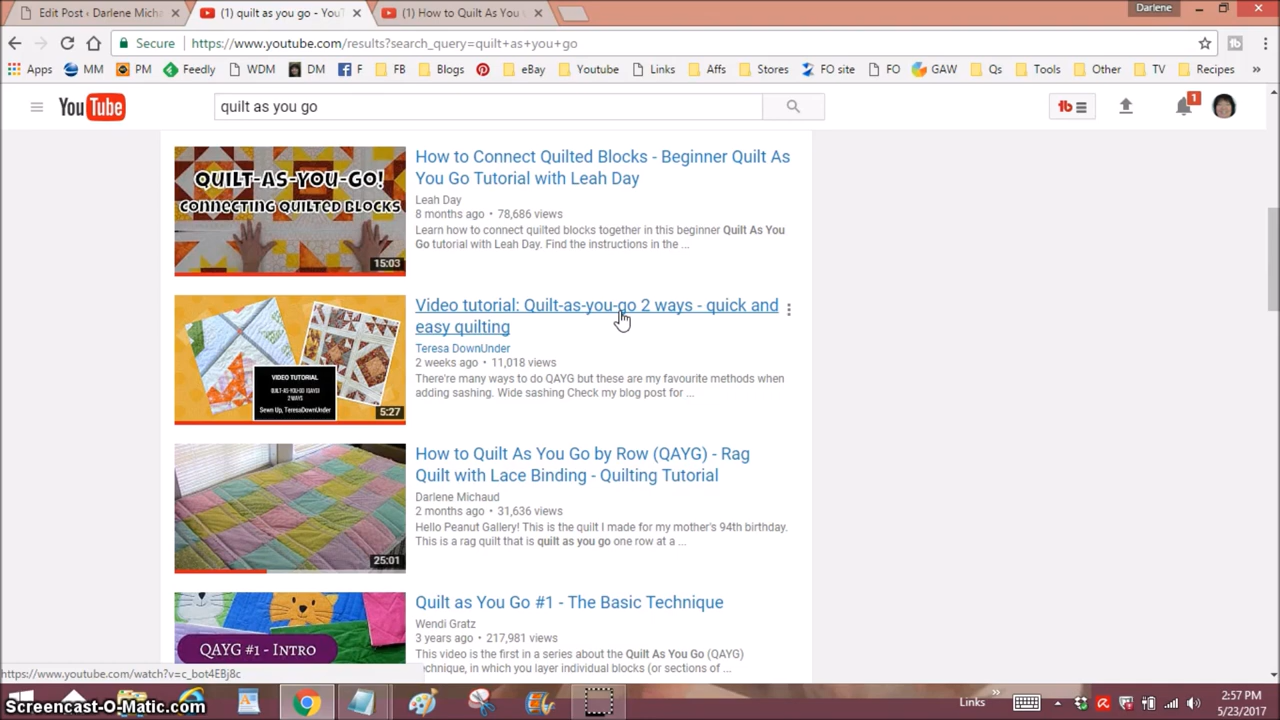 Edit Post ‹ Darlene Mich
(1) quilt as you go - YouT
(1) How to Quilt As You
Darlene
Secure
https://www.youtube.com/results?search_query=quilt+as+you+go
Apps MM PM Feedly WDM DM F FB Blogs eBay Youtube Links Affs Stores FO site FO GAW Qs Tools Other TV Recipes »
YouTube
quilt as you go
1
QUILT-AS-YOU-GO!
CONNECTING QUILTED BLOCKS
15:03
How to Connect Quilted Blocks - Beginner Quilt As
You Go Tutorial with Leah Day
Leah Day
8 months ago • 78,686 views
Learn how to connect quilted blocks together in this beginner Quilt As You
Go tutorial with Leah Day. Find the instructions in the ...
VIDEO TUTORIAL
QUILT-AS-YOU-GO (QAYG)
2 WAYS
Sewn Up, TeresaDownUnder
5:27
Video tutorial: Quilt-as-you-go 2 ways - quick and
easy quilting
Teresa DownUnder
2 weeks ago • 11,018 views
There're many ways to do QAYG but these are my favourite methods when
adding sashing. Wide sashing Check my blog post for ...
25:01
How to Quilt As You Go by Row (QAYG) - Rag
Quilt with Lace Binding - Quilting Tutorial
Darlene Michaud
2 months ago • 31,636 views
Hello Peanut Gallery! This is the quilt I made for my mother's 94th birthday.
This is a rag quilt that is quilt as you go one row at a ...
QAYG #1 - INTRO
Quilt as You Go #1 - The Basic Technique
Wendi Gratz
3 years ago • 217,981 views
This video is the first in a series about the Quilt As You Go (QAYG)
technique, in which you layer individual blocks (or sections of ...
https://www.youtube.com/watch?v=c_bot4EBj8c
Screencast-O-Matic.com
Links »
2:57 PM
5/23/2017